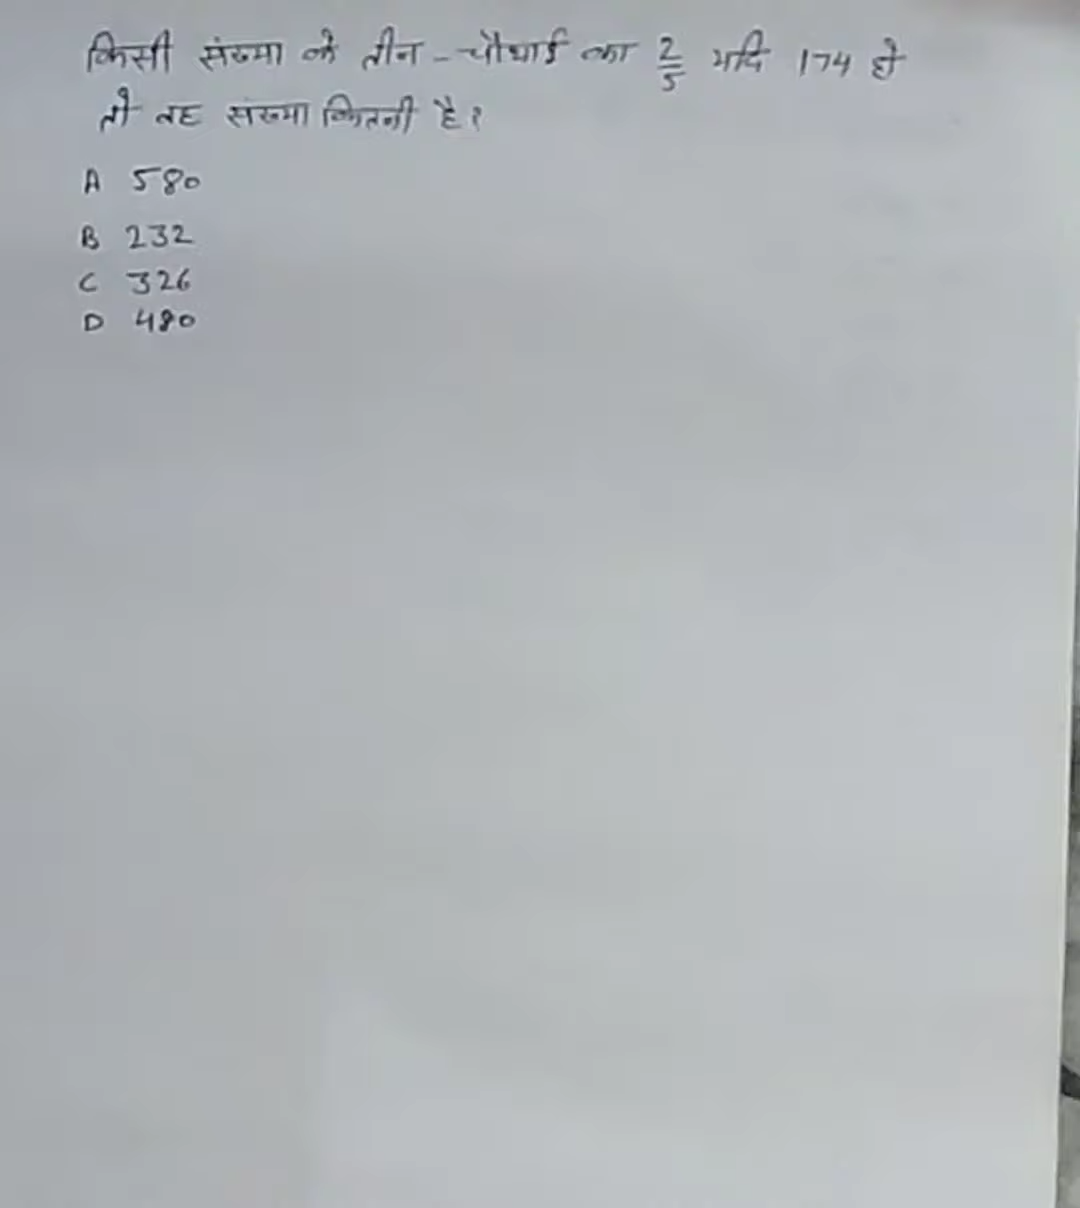 किसी संख्या के तीन-चौथाई का 2/5 यदि 174 हो
तो वह संख्या कितनी है?
A 580
B 232
C 326
D 480